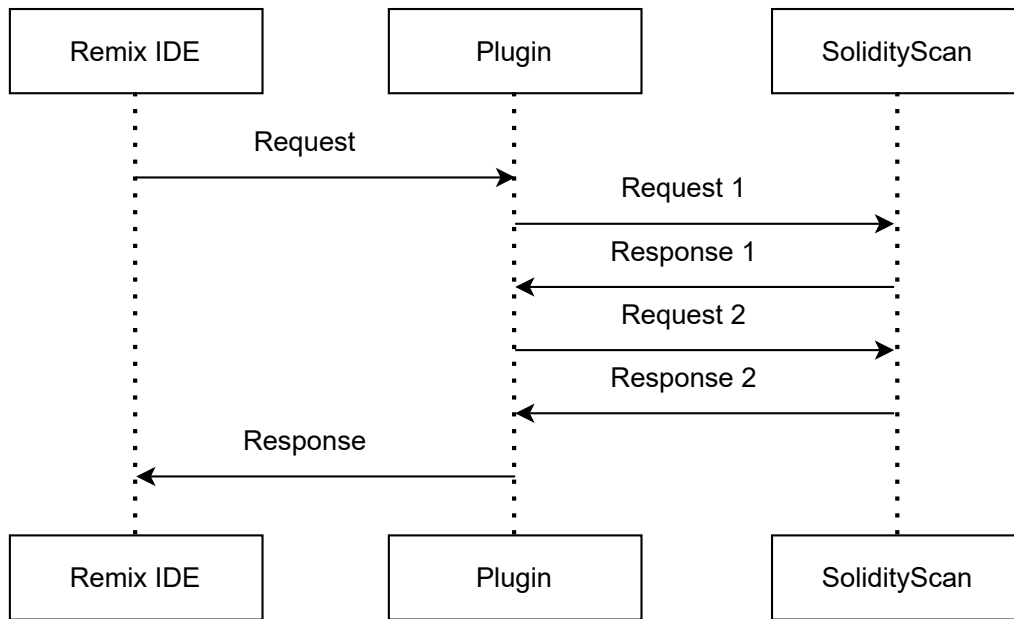 Remix IDE
Plugin
SolidityScan
Request
Request 1
Response 1
Request 2
Response 2
Response
Remix IDE
Plugin
SolidityScan